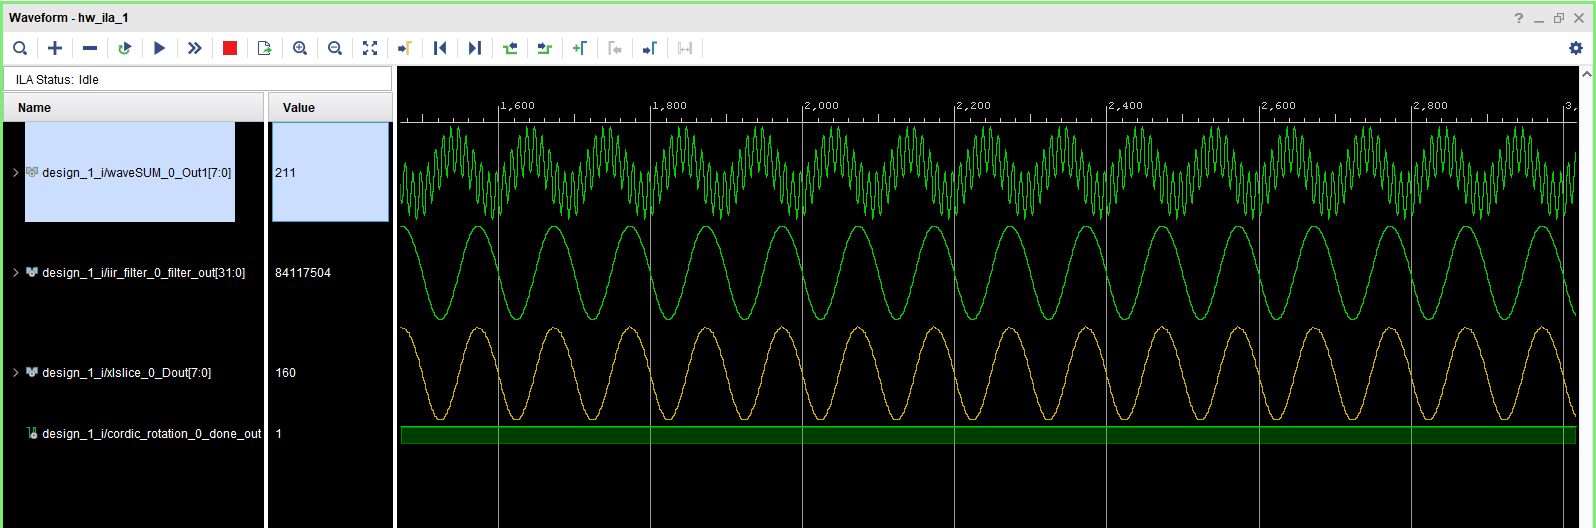 Waveform - hw_ila_1
ILA Status: Idle
Name Value
1,600 1,800 2,000 2,200 2,400 2,600 2,800 3,
design_1_i/waveSUM_0_Out1[7:0] 211
design_1_i/iir_filter_0_filter_out[31:0] 84117504
design_1_i/xlslice_0_Dout[7:0] 160
design_1_i/cordic_rotation_0_done_out 1